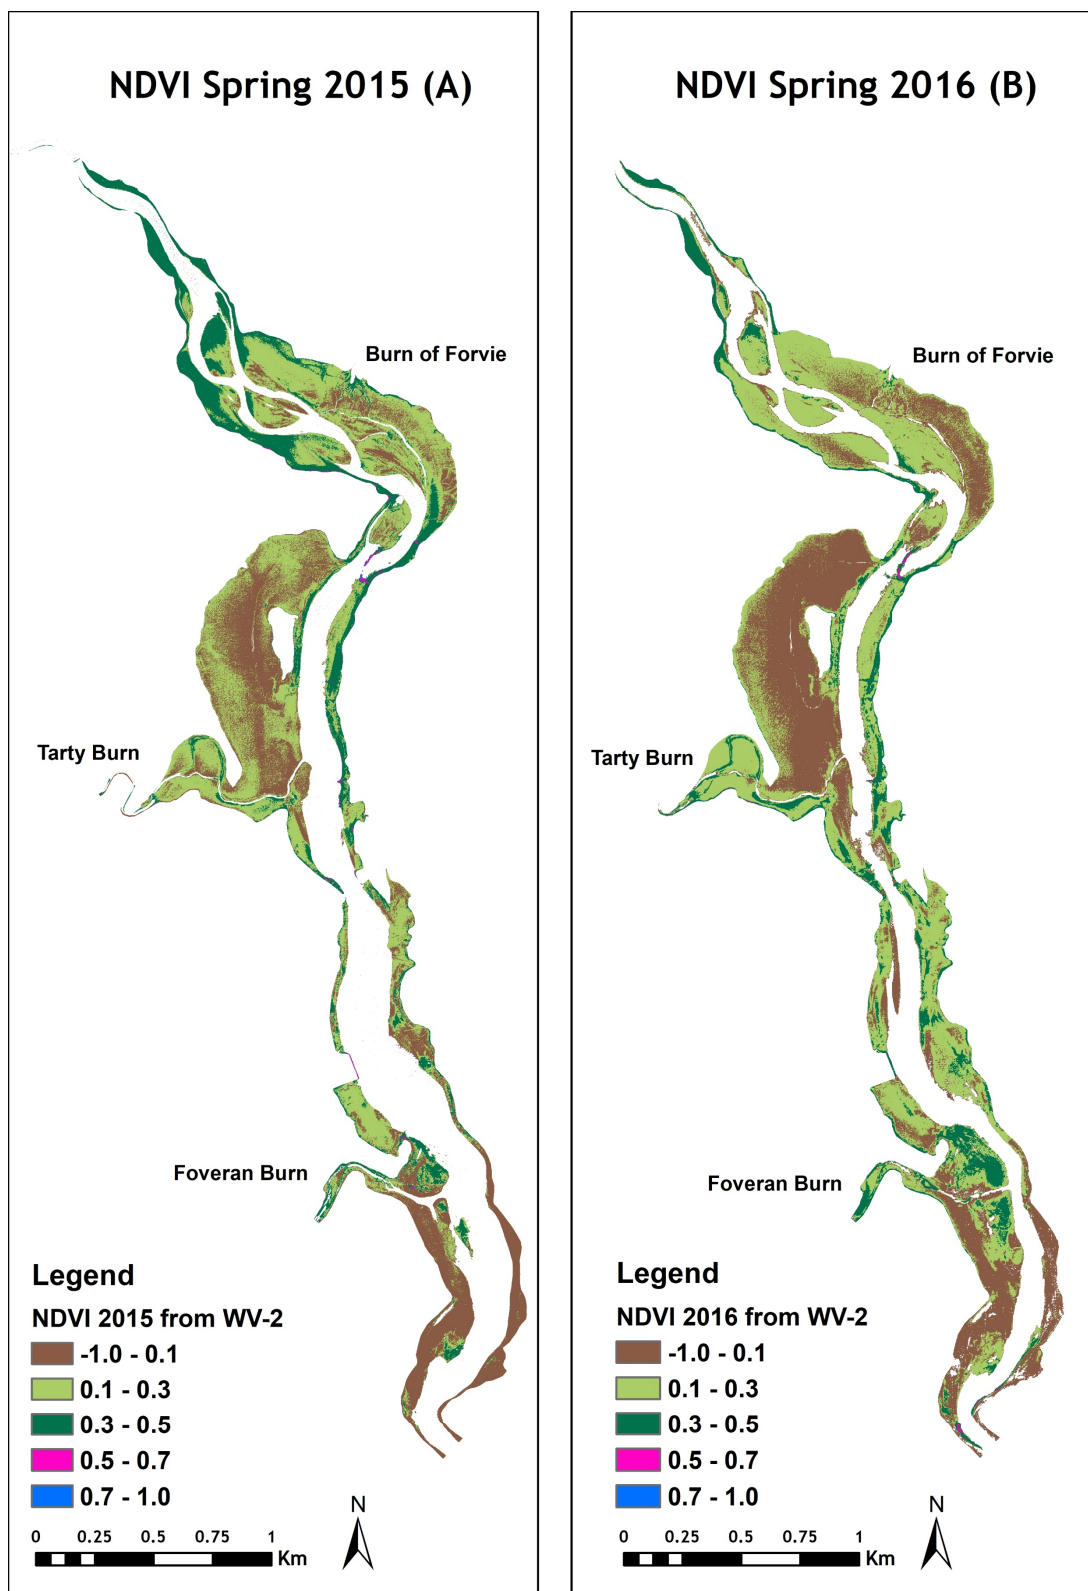 NDVI Spring 2015 (A)
Burn of Forvie
Tarty Burn
Foveran Burn
Legend
NDVI 2015 from WV-2
-1.0 - 0.1
0.1 - 0.3
0.3 - 0.5
0.5 - 0.7
0.7 - 1.0
N
0 0.25 0.5 0.75 1
Km
NDVI Spring 2016 (B)
Burn of Forvie
Tarty Burn
Foveran Burn
Legend
NDVI 2016 from WV-2
-1.0 - 0.1
0.1 - 0.3
0.3 - 0.5
0.5 - 0.7
0.7 - 1.0
N
0 0.25 0.5 0.75 1
Km